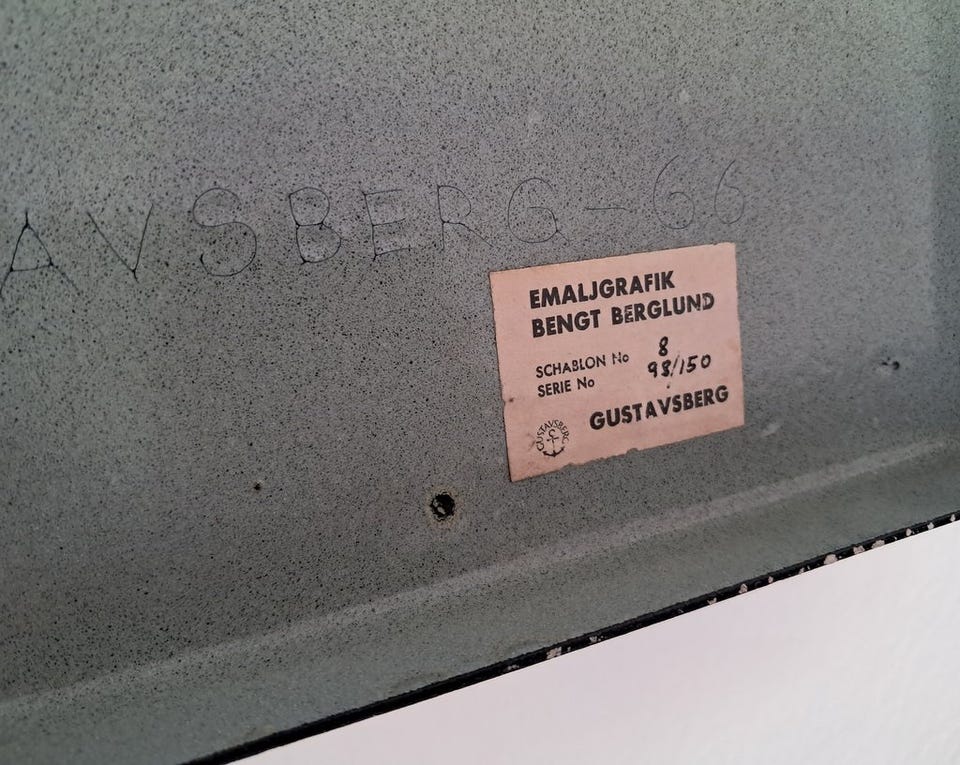 AVSBERG-66
EMALJGRAFIK
BENGT BERGLUND
SCHABLON No 8
SERIE No 98/150
GUSTAVSBERG
GUSTAVSBERG